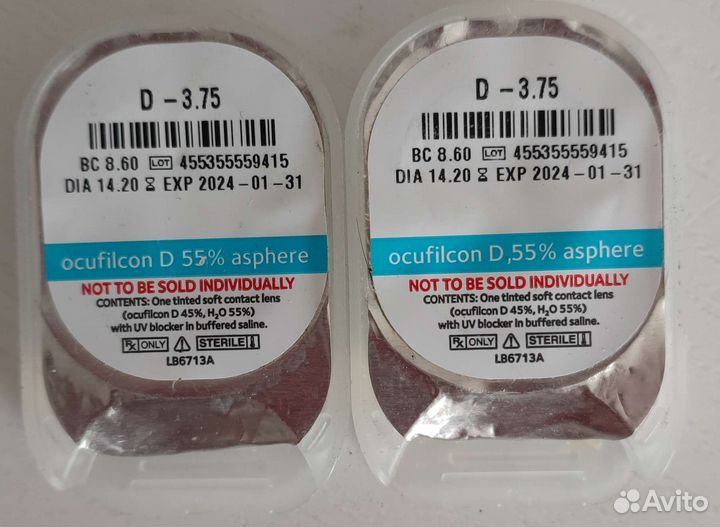 D -3.75
BC 8.60 LOT 455355559415
DIA 14.20 EXP 2024-01-31
ocufilcon D 55% asphere
NOT TO BE SOLD INDIVIDUALLY
CONTENTS: One tinted soft contact lens
(ocufilcon D 45%, H₂O 55%)
with UV blocker in buffered saline.
Rx ONLY STERILE
LB6713A
D -3.75
BC 8.60 LOT 455355559415
DIA 14.20 EXP 2024-01-31
ocufilcon D,55% asphere
NOT TO BE SOLD INDIVIDUALLY
CONTENTS: One tinted soft contact lens
(ocufilcon D 45%, H₂O 55%)
with UV blocker in buffered saline.
Rx ONLY STERILE
LB6713A
Avito